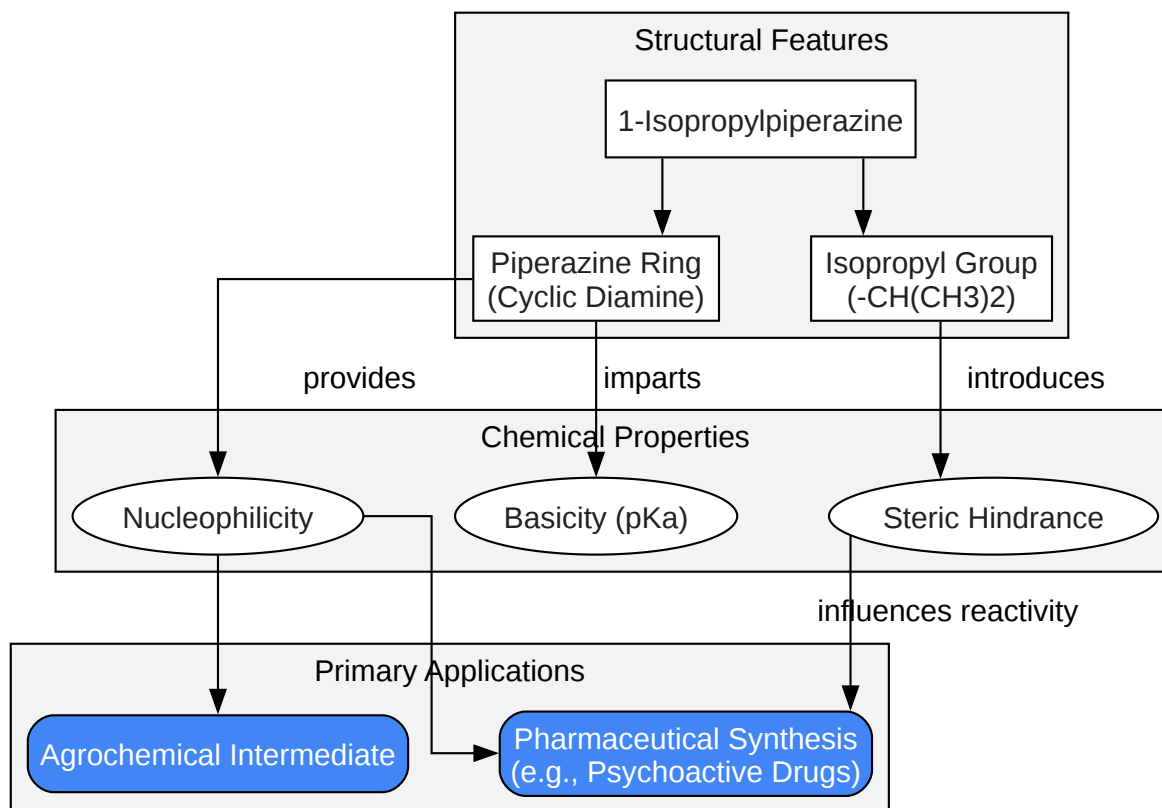 Structural Features
1-Isopropylpiperazine
Piperazine Ring
(Cyclic Diamine)
Isopropyl Group
(-CH(CH3)2)
provides
imparts
introduces
Chemical Properties
Nucleophilicity
Basicity (pKa)
Steric Hindrance
influences reactivity
Primary Applications
Agrochemical Intermediate
Pharmaceutical Synthesis
(e.g., Psychoactive Drugs)